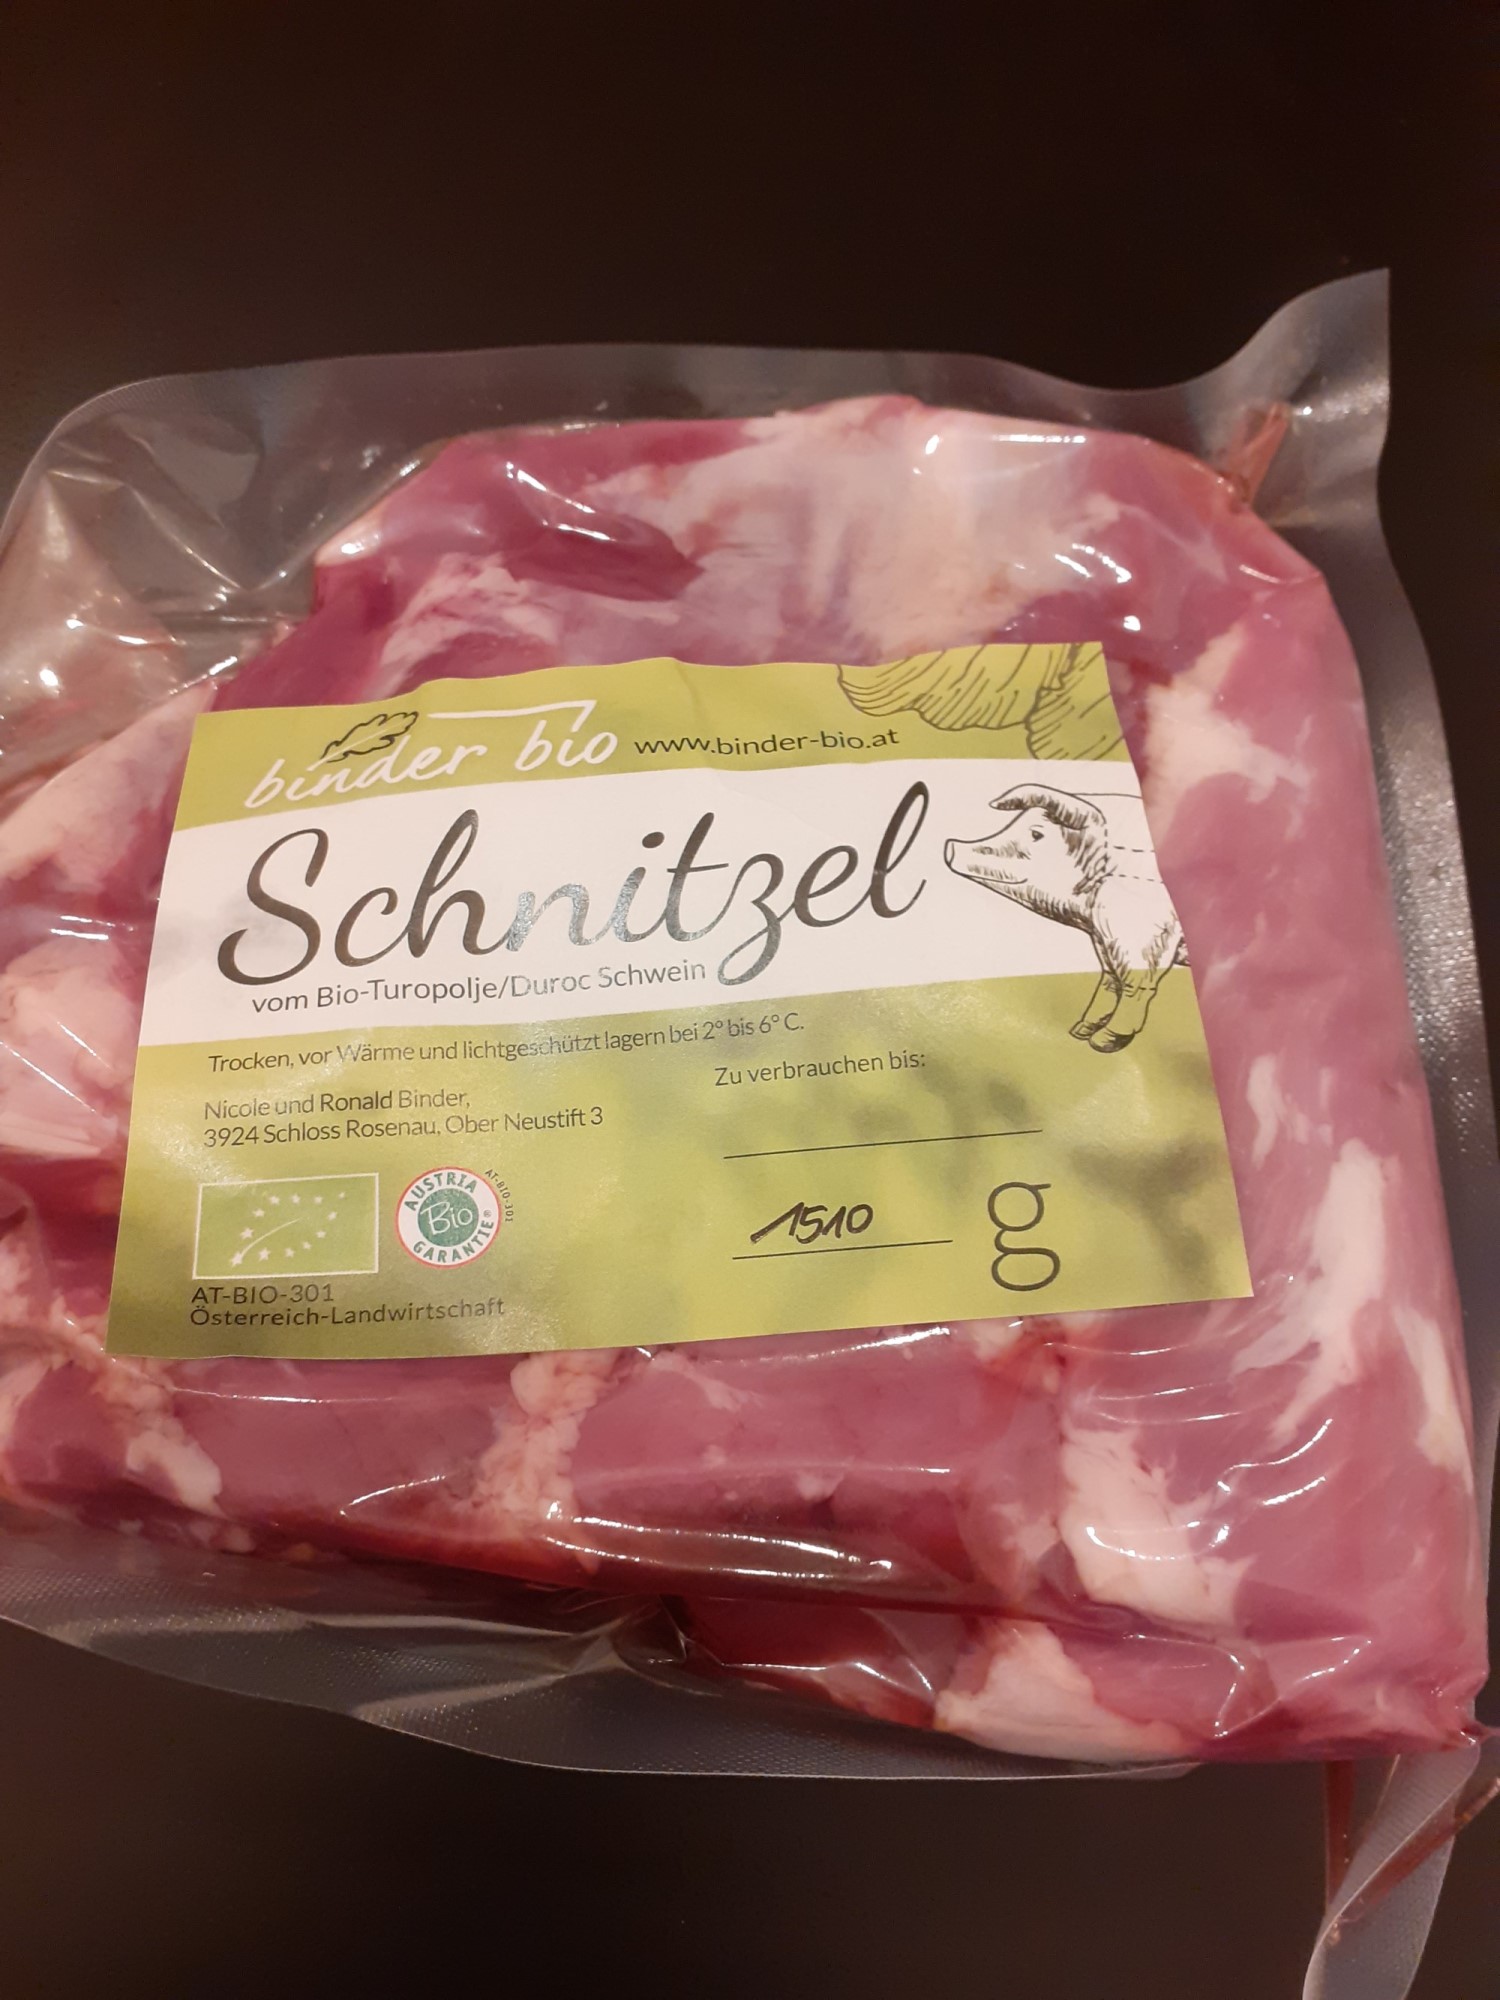 binder bio www.binder-bio.at
Schnitzel
vom Bio-Turopolje/Duroc Schwein
Trocken, vor Wärme und lichtgeschützt lagern bei 2° bis 6° C.
Nicole und Ronald Binder,
3924 Schloss Rosenau, Ober Neustift 3
Zu verbrauchen bis:
1510 g
AUSTRIA
Bio
GARANTIE®
AT-BIO-301
AT-BIO-301
Österreich-Landwirtschaft